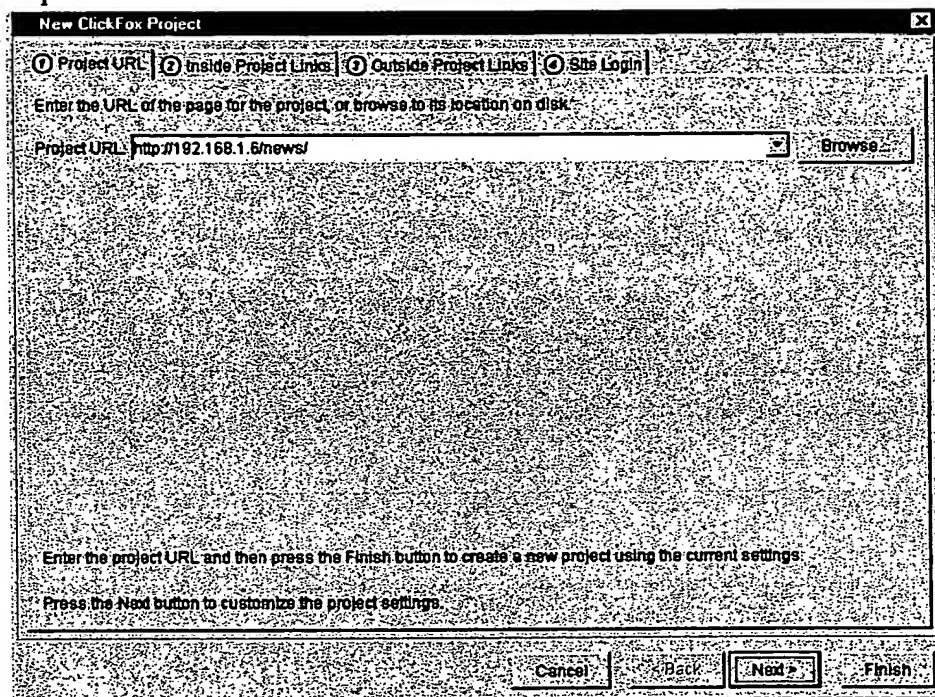 New ClickFox Project
① Project URL ② Inside Project Links ③ Outside Project Links ④ Site Login
Enter the URL of the page for the project, or browse to its location on disk.
Project URL: http://192.168.1.6/news/ Browse...
Enter the project URL and then press the Finish button to create a new project using the current settings.
Press the Next button to customize the project settings.
Cancel < Back Next > Finish